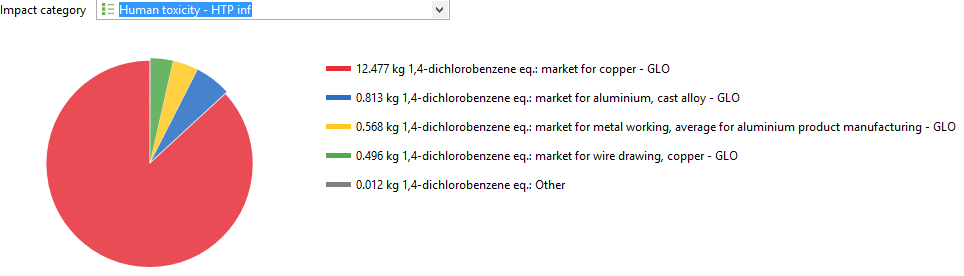 Impact category Human toxicity - HTP inf
12.477 kg 1,4-dichlorobenzene eq.: market for copper - GLO
0.813 kg 1,4-dichlorobenzene eq.: market for aluminium, cast alloy - GLO
0.568 kg 1,4-dichlorobenzene eq.: market for metal working, average for aluminium product manufacturing - GLO
0.496 kg 1,4-dichlorobenzene eq.: market for wire drawing, copper - GLO
0.012 kg 1,4-dichlorobenzene eq.: Other